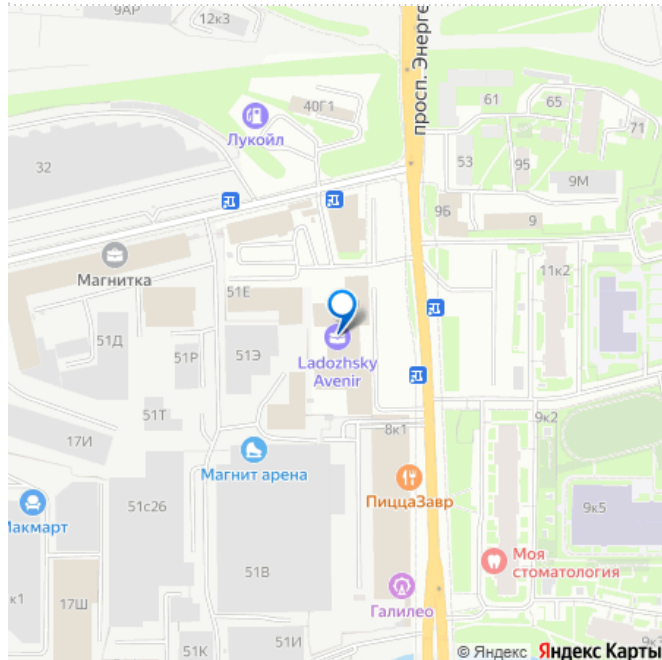 9АР
12к3
просп. Энерге
40Г1
Лукойл
61
65
71
32
53
95
9М
9Б
9
Магнитка
11к2
51Е
51Д
51Р
51Э
Ladozhsky
Avenir
51Т
8к1
9к2
17И
Магнит арена
ПиццаЗавр
51с26
Макмарт
9к5
Моя
стоматология
51В
к1
17Ш
Галилео
51К
51И
9к3
© Яндекс Яндекс Карты